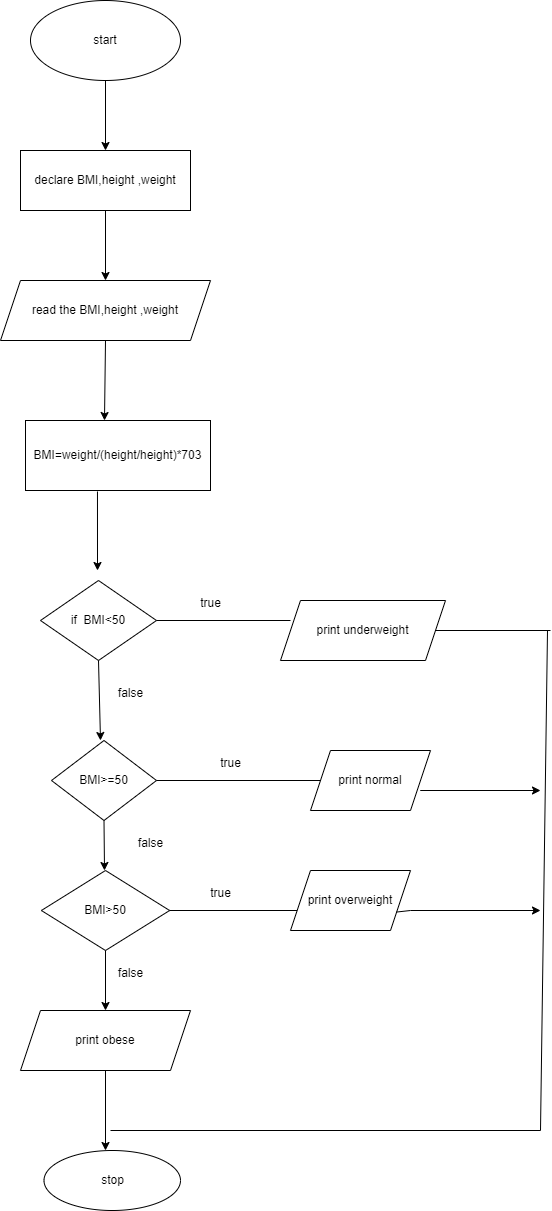 start
declare BMI,height ,weight
read the BMI,height ,weight
BMI=weight/(height/height)*703
if  BMI<50
true
print underweight
false
BMI>=50
true
print normal
false
BMI>50
true
print overweight
false
print obese
stop